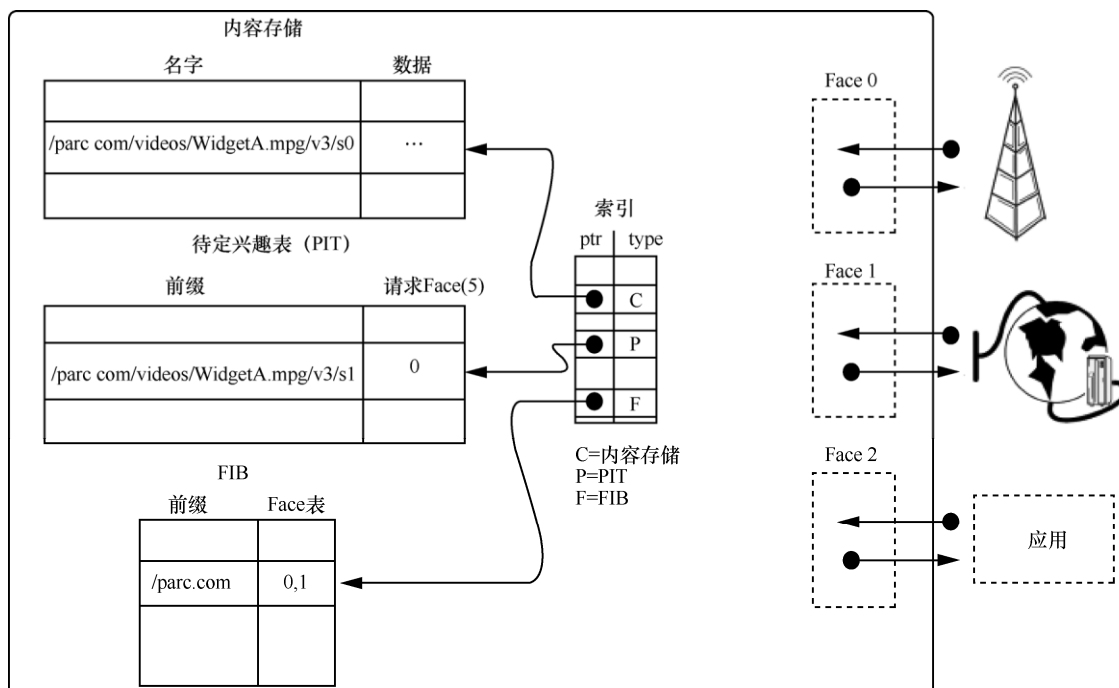 内容存储
名字 数据
/parc com/videos/WidgetA.mpg/v3/s0 …
待定兴趣表（PIT）
前缀 请求Face(5)
/parc com/videos/WidgetA.mpg/v3/s1 0
FIB
前缀 Face表
/parc.com 0,1
索引
ptr type
C
P
F
C=内容存储
P=PIT
F=FIB
Face 0
Face 1
Face 2
应用